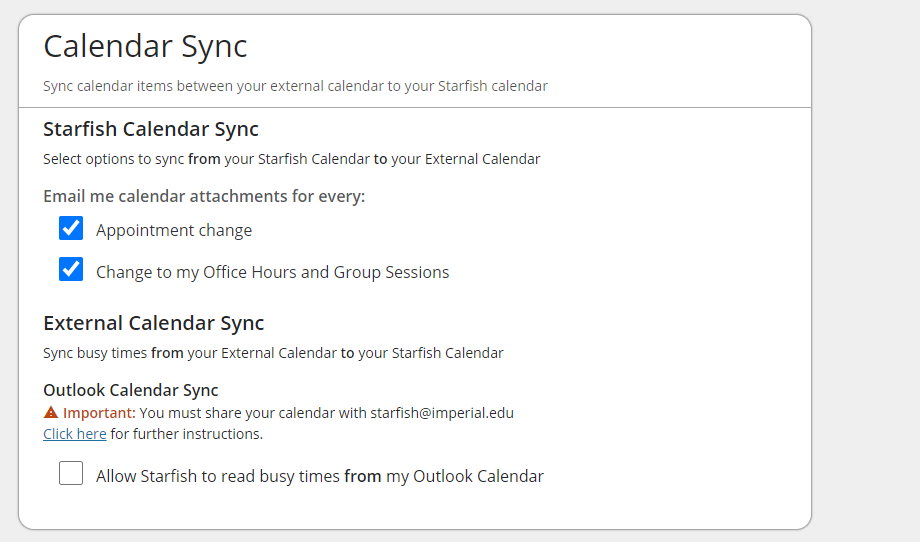 Calendar Sync
Sync calendar items between your external calendar to your Starfish calendar
Starfish Calendar Sync
Select options to sync from your Starfish Calendar to your External Calendar
Email me calendar attachments for every:
Appointment change
Change to my Office Hours and Group Sessions
External Calendar Sync
Sync busy times from your External Calendar to your Starfish Calendar
Outlook Calendar Sync
Important: You must share your calendar with starfish@imperial.edu
Click here for further instructions.
Allow Starfish to read busy times from my Outlook Calendar